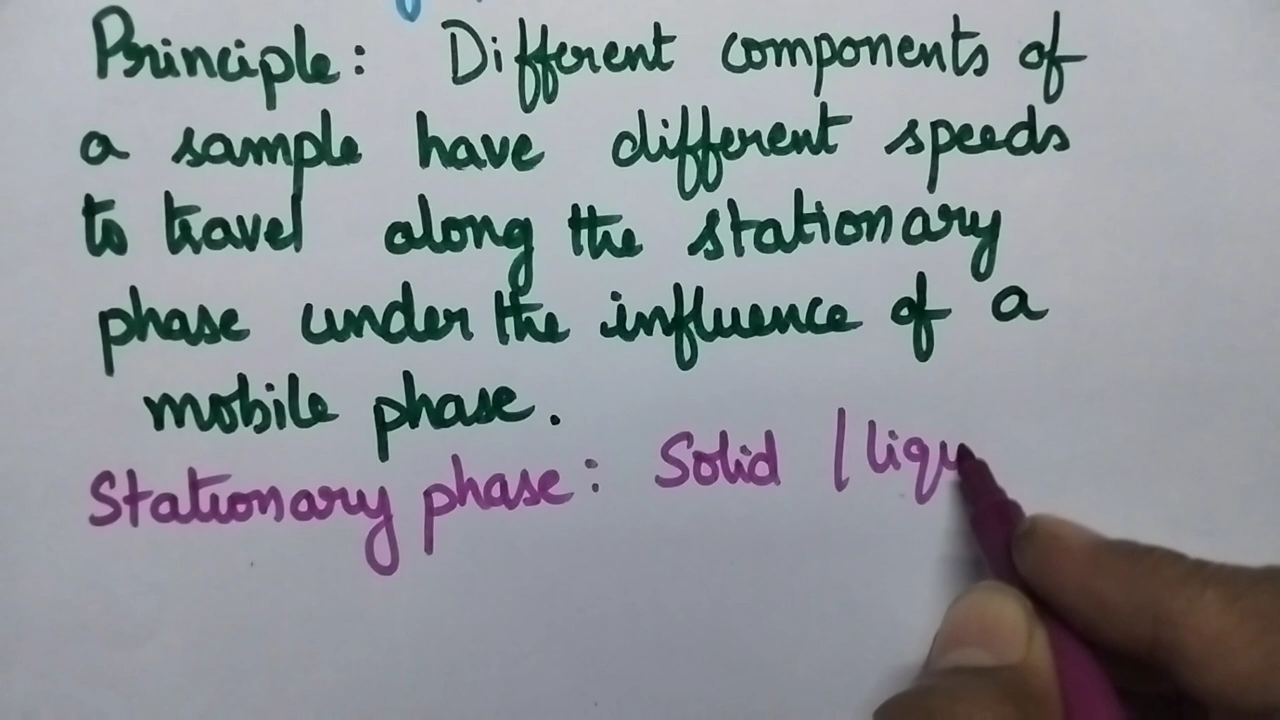 Principle: Different components of
a sample have different speeds
to travel along the stationary
phase under the influence of a
mobile phase.
Stationary phase: Solid / liqu